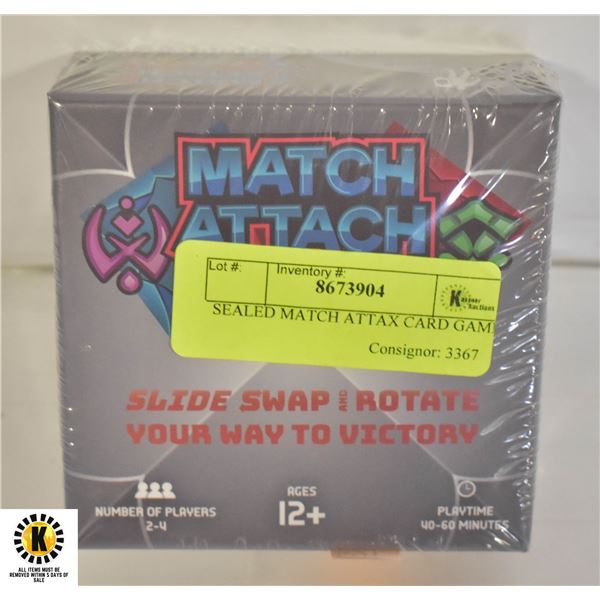 MATCH
ATTACH
Lot #: Inventory #:
8673904
Kastner
Auctions
SEALED MATCH ATTAX CARD GAM
Consignor: 3367
SLIDE SWAP AND ROTATE
YOUR WAY TO VICTORY
NUMBER OF PLAYERS
2-4
AGES
12+
PLAYTIME
40-60 MINUTES
K
ALL ITEMS MUST BE
REMOVED WITHIN 5 DAYS OF
SALE